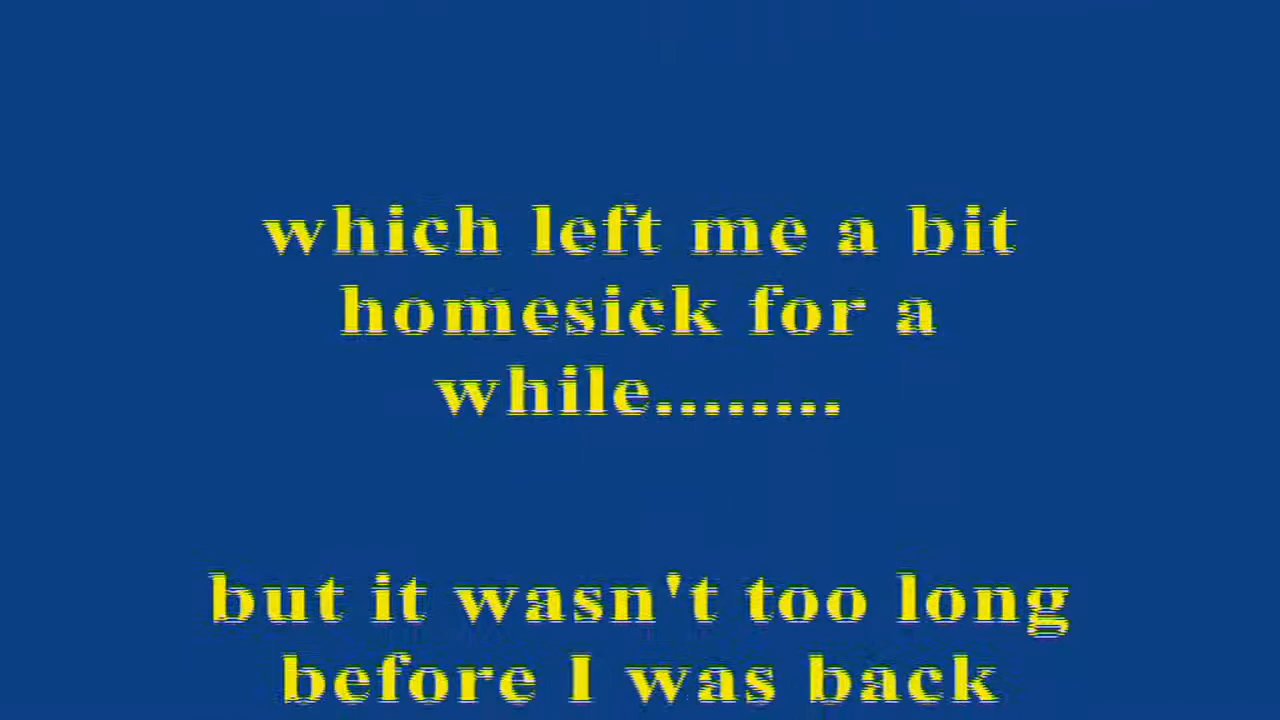 which left me a bit
homesick for a
while........
but it wasn't too long
before I was back